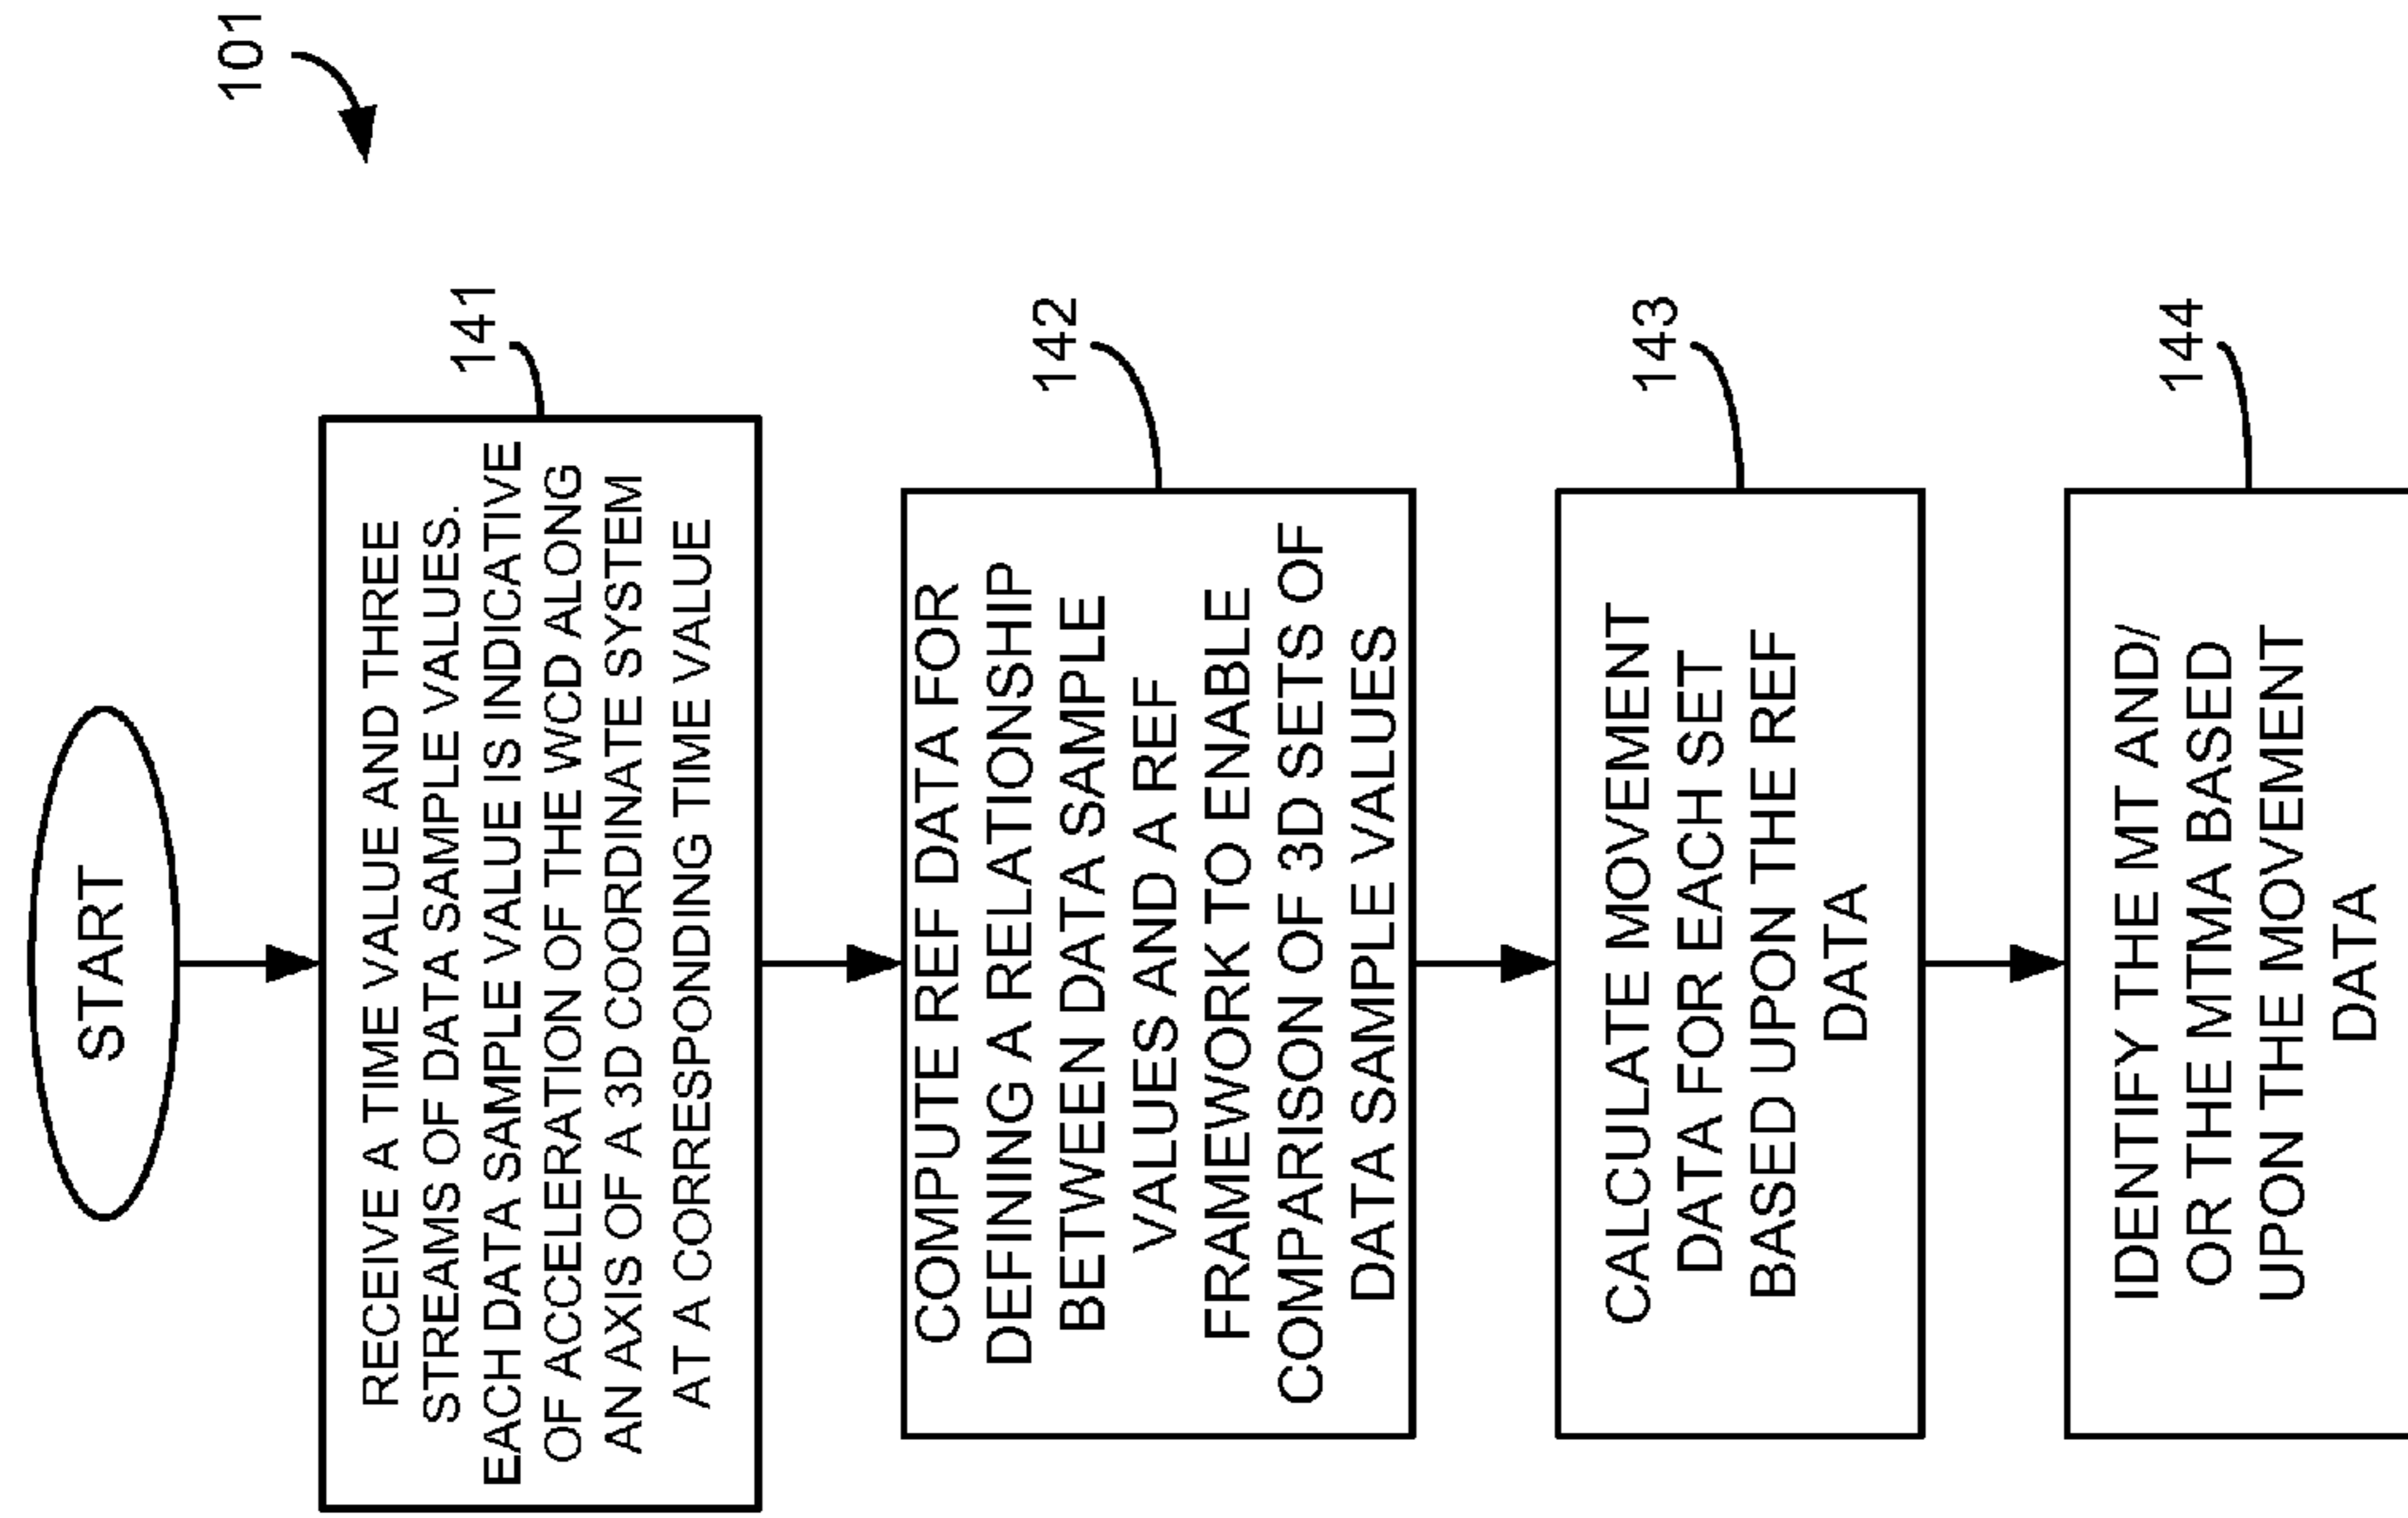 101
START
141
RECEIVE A TIME VALUE AND THREE
STREAMS OF DATA SAMPLE VALUES.
EACH DATA SAMPLE VALUE IS INDICATIVE
OF ACCELERATION OF THE WCD ALONG
AN AXIS OF A 3D COORDINATE SYSTEM
AT A CORRESPONDING TIME VALUE
142
COMPUTE REF DATA FOR
DEFINING A RELATIONSHIP
BETWEEN DATA SAMPLE
VALUES AND A REF
FRAMEWORK TO ENABLE
COMPARISON OF 3D SETS OF
DATA SAMPLE VALUES
143
CALCULATE MOVEMENT
DATA FOR EACH SET
BASED UPON THE REF
DATA
144
IDENTIFY THE MT AND/
OR THE MTMA BASED
UPON THE MOVEMENT
DATA